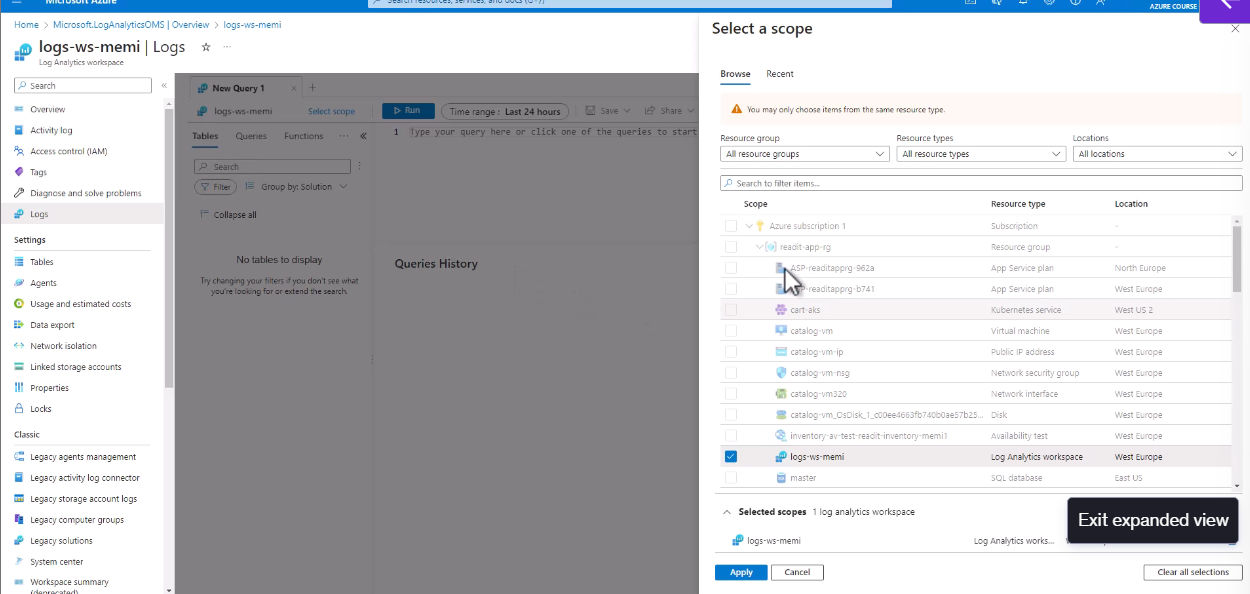 Microsoft Azure
Search resources, services, and docs (G+/)
AZURE COURSE
Home > Microsoft.LogAnalyticsOMS | Overview > logs-ws-memi
logs-ws-memi | Logs
Log Analytics workspace
Search
Overview
Activity log
Access control (IAM)
Tags
Diagnose and solve problems
Logs
Settings
Tables
Agents
Usage and estimated costs
Data export
Network isolation
Linked storage accounts
Properties
Locks
Classic
Legacy agents management
Legacy activity log connector
Legacy storage account logs
Legacy computer groups
Legacy solutions
System center
Workspace summary
(deprecated)
New Query 1
logs-ws-memi
Select scope
Run
Time range : Last 24 hours
Save
Share
Tables
Queries
Functions
1 Type your query here or click one of the queries to start
Search
Filter
Group by: Solution
Collapse all
No tables to display
Try changing your filters if you don't see what
you're looking for or extend the search.
Queries History
Select a scope
Browse
Recent
You may only choose items from the same resource type.
Resource group
Resource types
Locations
All resource groups
All resource types
All locations
Search to filter items...
Scope Resource type Location
Azure subscription 1 Subscription -
readit-app-rg Resource group -
ASP-readitapprg-962a App Service plan North Europe
P-readitapprg-b741 App Service plan West Europe
cart-aks Kubernetes service West US 2
catalog-vm Virtual machine West Europe
catalog-vm-ip Public IP address West Europe
catalog-vm-nsg Network security group West Europe
catalog-vm320 Network interface West Europe
catalog-vm_OsDisk_1_c00ee4663fb740b0ae57b25... Disk West Europe
inventory-av-test-readit-inventory-memi1 Availability test West Europe
logs-ws-memi Log Analytics workspace West Europe
master SQL database East US
Selected scopes 1 log analytics workspace
Exit expanded view
logs-ws-memi Log Analytics works...
Apply
Cancel
Clear all selections